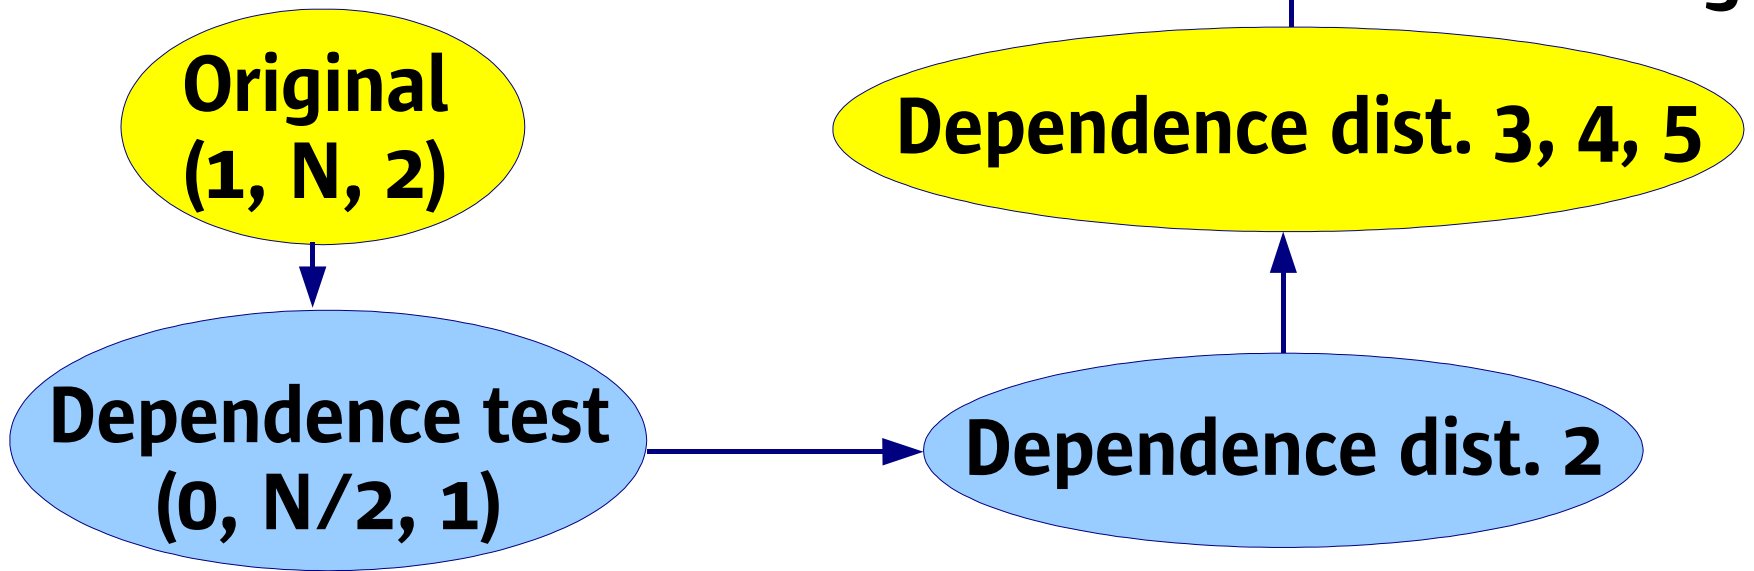 Original
(1, N, 2)
Dependence test
(0, N/2, 1)
Dependence dist. 2
Dependence dist. 3, 4, 5